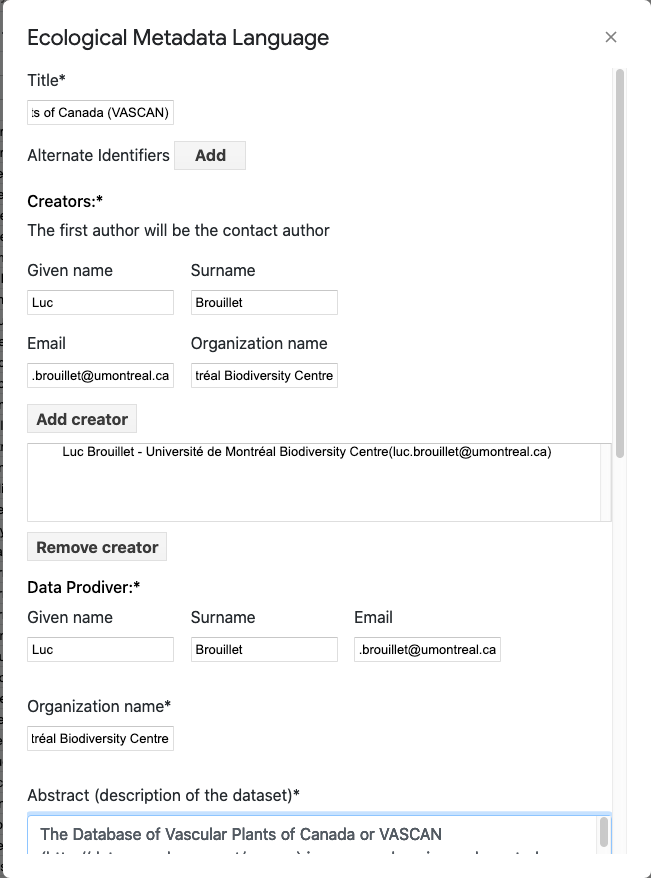 Ecological Metadata Language
Title*
ts of Canada (VASCAN)
Alternate Identifiers Add
Creators:*
The first author will be the contact author
Given name Surname
Luc Brouillet
Email Organization name
.brouillet@umontreal.ca tréal Biodiversity Centre
Add creator
Luc Brouillet - Université de Montréal Biodiversity Centre(luc.brouillet@umontreal.ca)
Remove creator
Data Prodiver:*
Given name Surname Email
Luc Brouillet .brouillet@umontreal.ca
Organization name*
tréal Biodiversity Centre
Abstract (description of the dataset)*
The Database of Vascular Plants of Canada or VASCAN